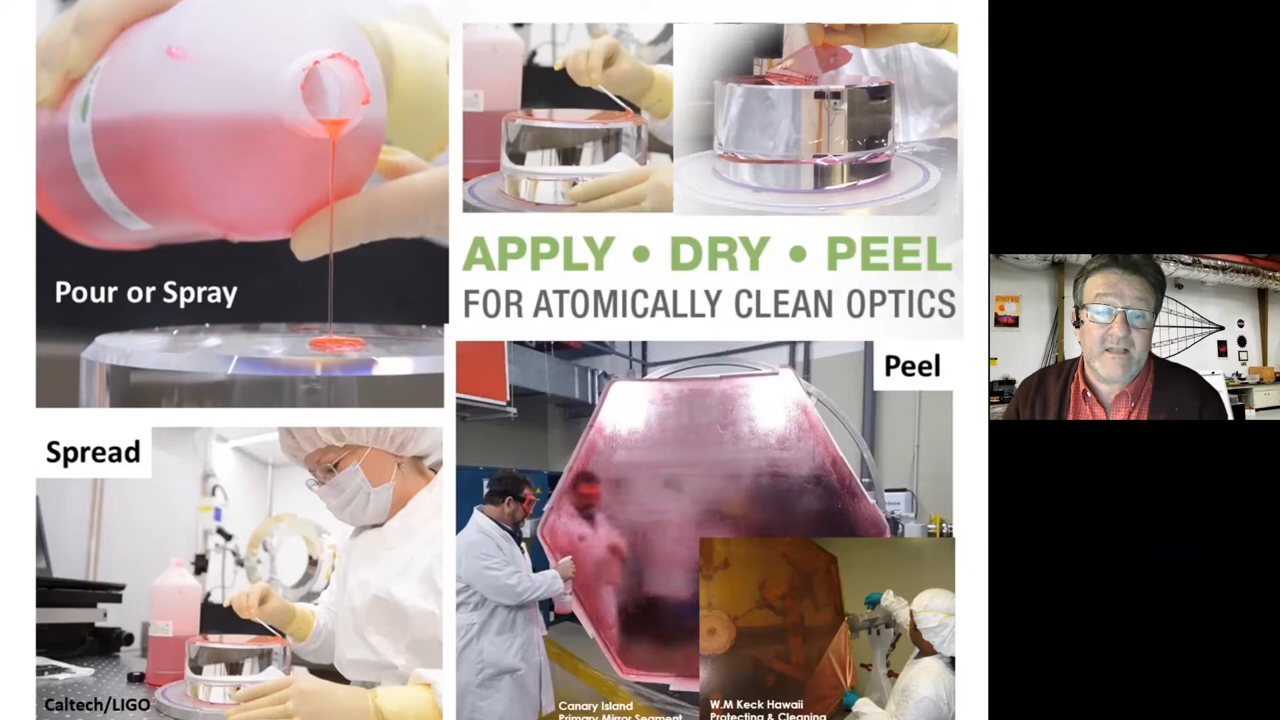 Pour or Spray
APPLY • DRY • PEEL
FOR ATOMICALLY CLEAN OPTICS
Peel
Spread
Caltech/LIGO
Canary Island
Primary Mirror Segment
W.M Keck Hawaii
Protecting & Cleaning